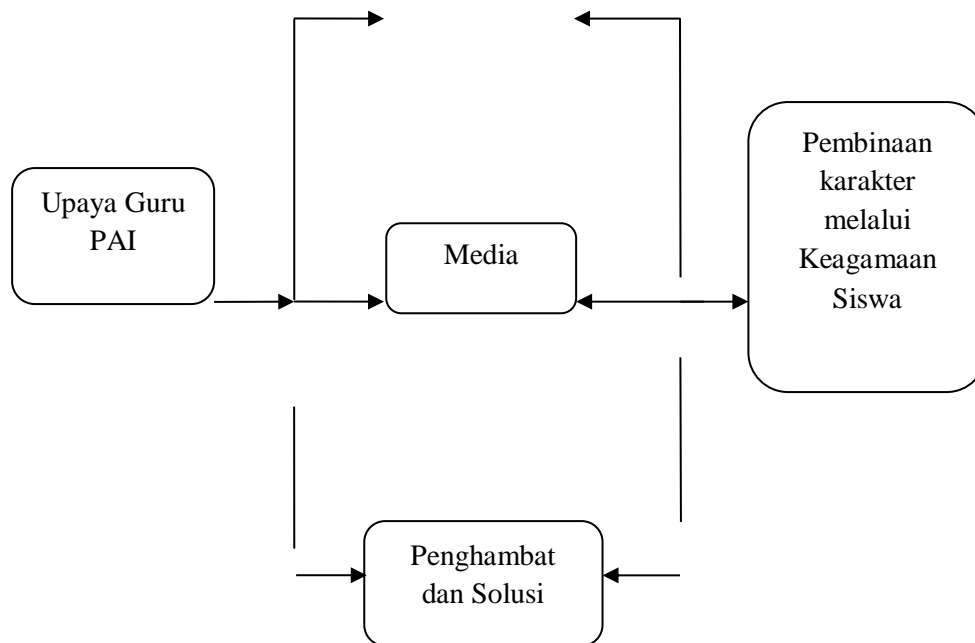 Upaya Guru
PAI
Media
Pembinaan
karakter
melalui
Keagamaan
Siswa
Penghambat
dan Solusi